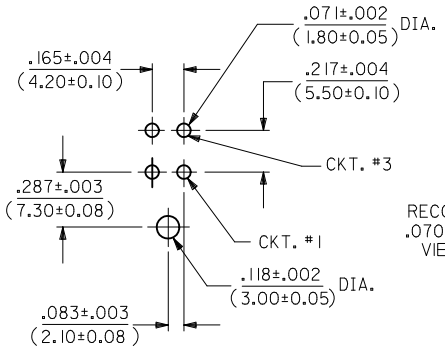 .071±.002 DIA.
(1.80±0.05)
.165±.004
(4.20±0.10)
.217±.004
(5.50±0.10)
CKT. #3
.287±.003
(7.30±0.08)
RECO
.070
VIE
CKT. #1
.118±.002 DIA.
(3.00±0.05)
.083±.003
(2.10±0.08)